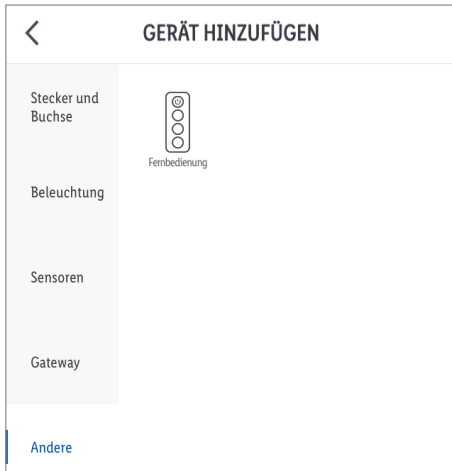 GERÄT HINZUFÜGEN
Stecker und
Buchse
Fernbedienung
Beleuchtung
Sensoren
Gateway
Andere